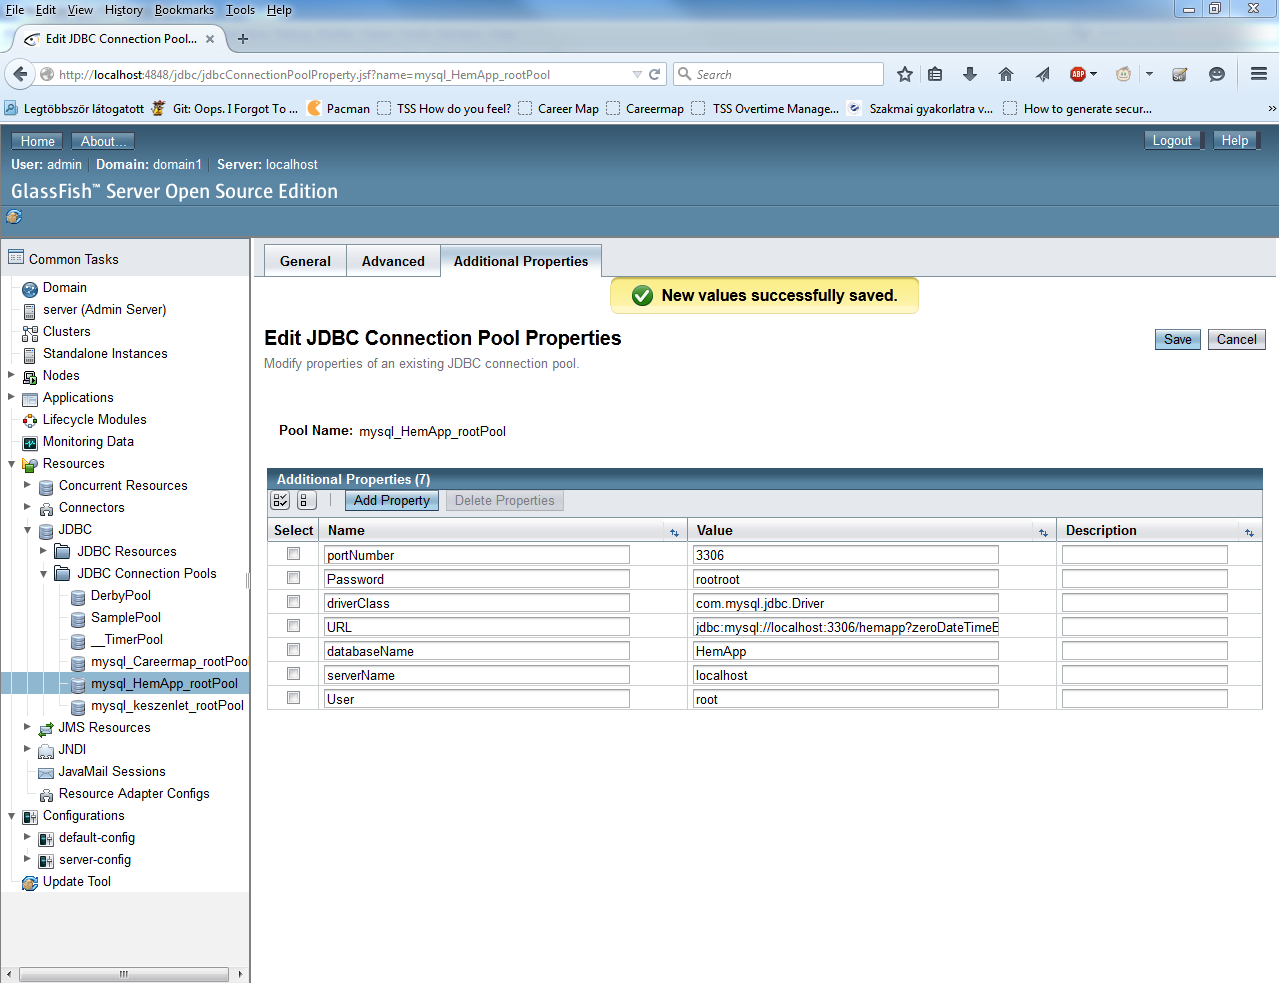 File Edit View History Bookmarks Tools Help
Edit JDBC Connection Pool...
http://localhost:4848/jdbc/jdbcConnectionPoolProperty.jsf?name=mysql_HemApp_rootPool
Search
ABP
Legtöbbször látogatott Git: Oops. I Forgot To ... Pacman TSS How do you feel? Career Map Careermap TSS Overtime Manage... Szakmai gyakorlatra v... How to generate secur...
Home About...
Logout Help
User: admin Domain: domain1 Server: localhost
GlassFish™ Server Open Source Edition
Common Tasks
Domain
server (Admin Server)
Clusters
Standalone Instances
Nodes
Applications
Lifecycle Modules
Monitoring Data
Resources
Concurrent Resources
Connectors
JDBC
JDBC Resources
JDBC Connection Pools
DerbyPool
SamplePool
__TimerPool
mysql_Careermap_rootPool
mysql_HemApp_rootPool
mysql_keszenlet_rootPool
JMS Resources
JNDI
JavaMail Sessions
Resource Adapter Configs
Configurations
default-config
server-config
Update Tool
General Advanced Additional Properties
New values successfully saved.
Edit JDBC Connection Pool Properties
Save Cancel
Modify properties of an existing JDBC connection pool.
Pool Name: mysql_HemApp_rootPool
Additional Properties (7)
Add Property Delete Properties
Select Name Value Description
portNumber 3306
Password rootroot
driverClass com.mysql.jdbc.Driver
URL jdbc:mysql://localhost:3306/hemapp?zeroDateTimeE
databaseName HemApp
serverName localhost
User root